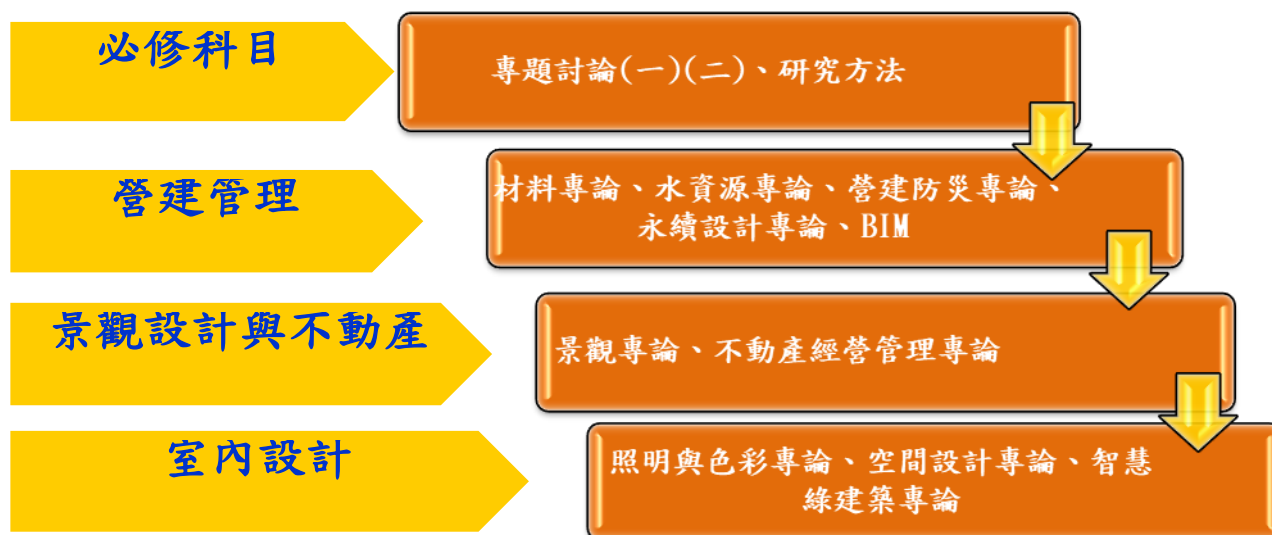 必修科目
專題討論(一)(二)、研究方法
營建管理
材料專論、水資源專論、營建防災專論、
永續設計專論、BIM
景觀設計與不動產
景觀專論、不動產經營管理專論
室內設計
照明與色彩專論、空間設計專論、智慧
綠建築專論